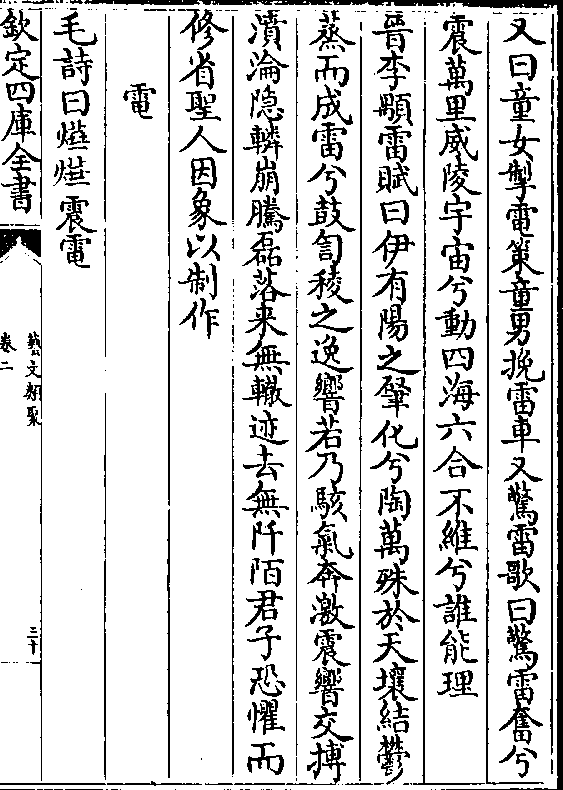 又曰童女掣電策童男挽雷車又驚雷歌曰驚雷奮兮
震萬里威陵宇宙兮動四海六合不維兮誰能理
晉李顒雷賦曰伊有陽之肇化兮陶萬殊於天壤結鬱
蒸而成雷兮鼓訇稜之逸響若乃駭氣奔激震響交搏
濆淪隐轔崩騰磊落来無轍迹去無阡陌君子恐懼而
修省聖人因象以制作
電
毛詩曰爗爗震電
欽定四庫全書
藝文類聚
卷二
三十